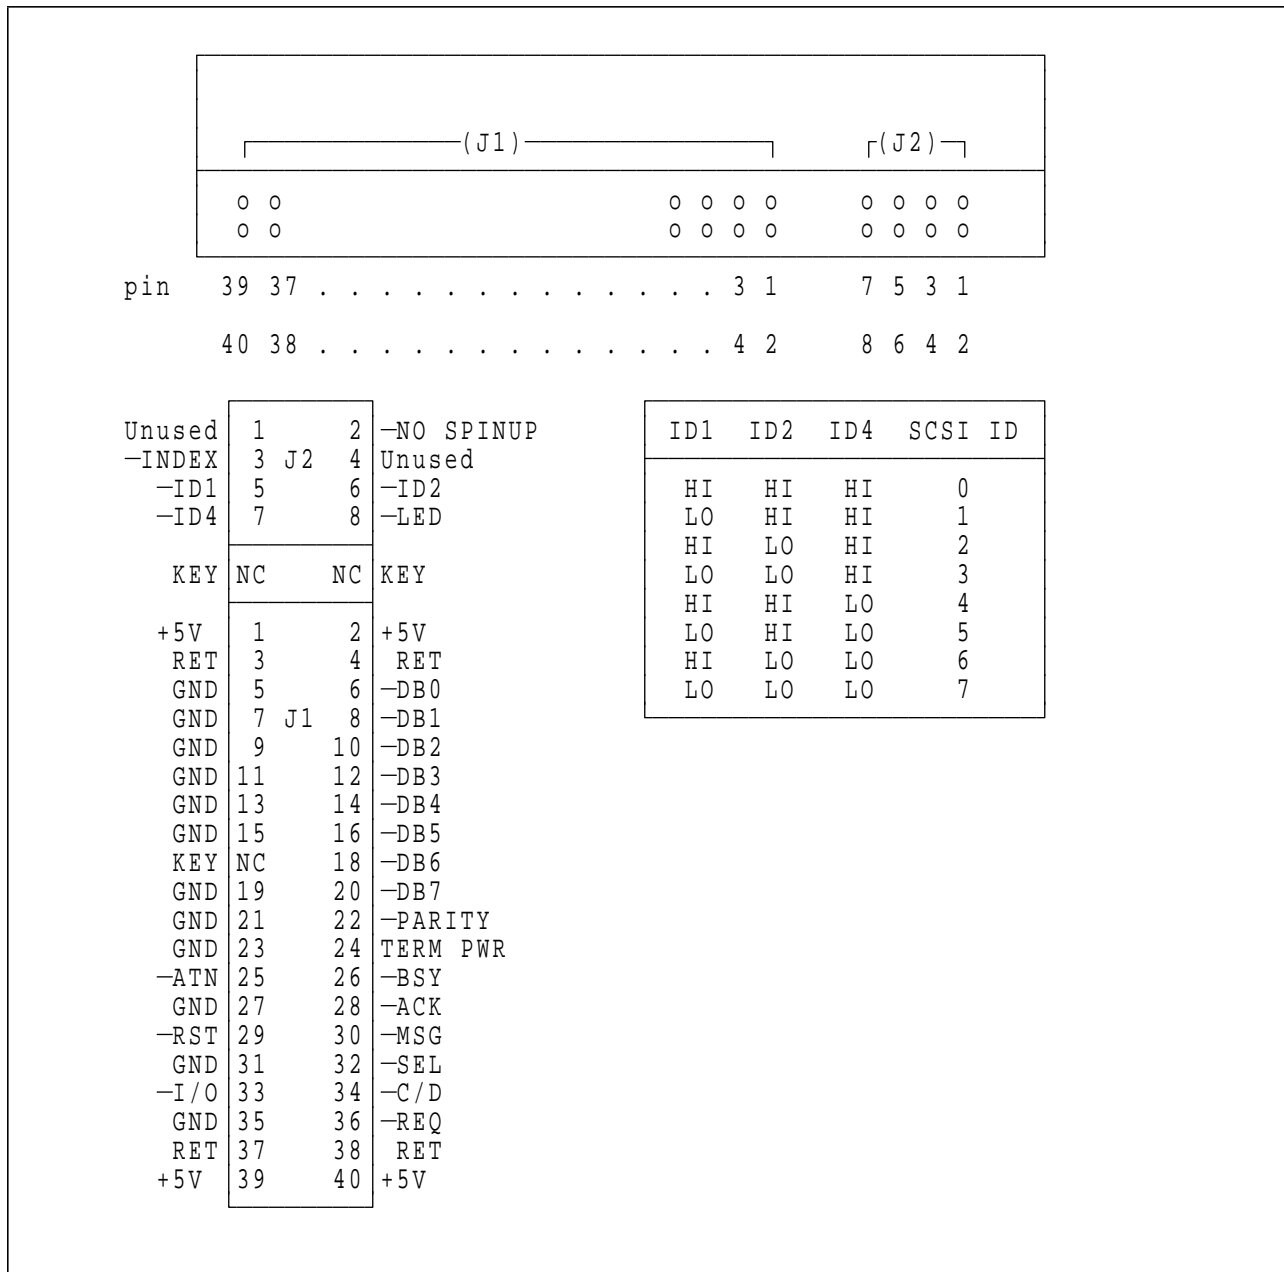 (J1) (J2)
o o o o o o o o o o
o o o o o o o o o o
pin 39 37 . . . . . . . . . . . . . 3 1 7 5 3 1
40 38 . . . . . . . . . . . . . 4 2 8 6 4 2
Unused 1 2 —NO SPINUP
—INDEX 3 J2 4 Unused
—ID1 5 6 —ID2
—ID4 7 8 —LED
KEY NC NC KEY
+5V 1 2 +5V
RET 3 4 RET
GND 5 6 —DB0
GND 7 J1 8 —DB1
GND 9 10 —DB2
GND 11 12 —DB3
GND 13 14 —DB4
GND 15 16 —DB5
KEY NC 18 —DB6
GND 19 20 —DB7
GND 21 22 —PARITY
GND 23 24 TERM PWR
—ATN 25 26 —BSY
GND 27 28 —ACK
—RST 29 30 —MSG
GND 31 32 —SEL
—I/O 33 34 —C/D
GND 35 36 —REQ
RET 37 38 RET
+5V 39 40 +5V
ID1 ID2 ID4 SCSI ID
HI HI HI 0
LO HI HI 1
HI LO HI 2
LO LO HI 3
HI HI LO 4
LO HI LO 5
HI LO LO 6
LO LO LO 7